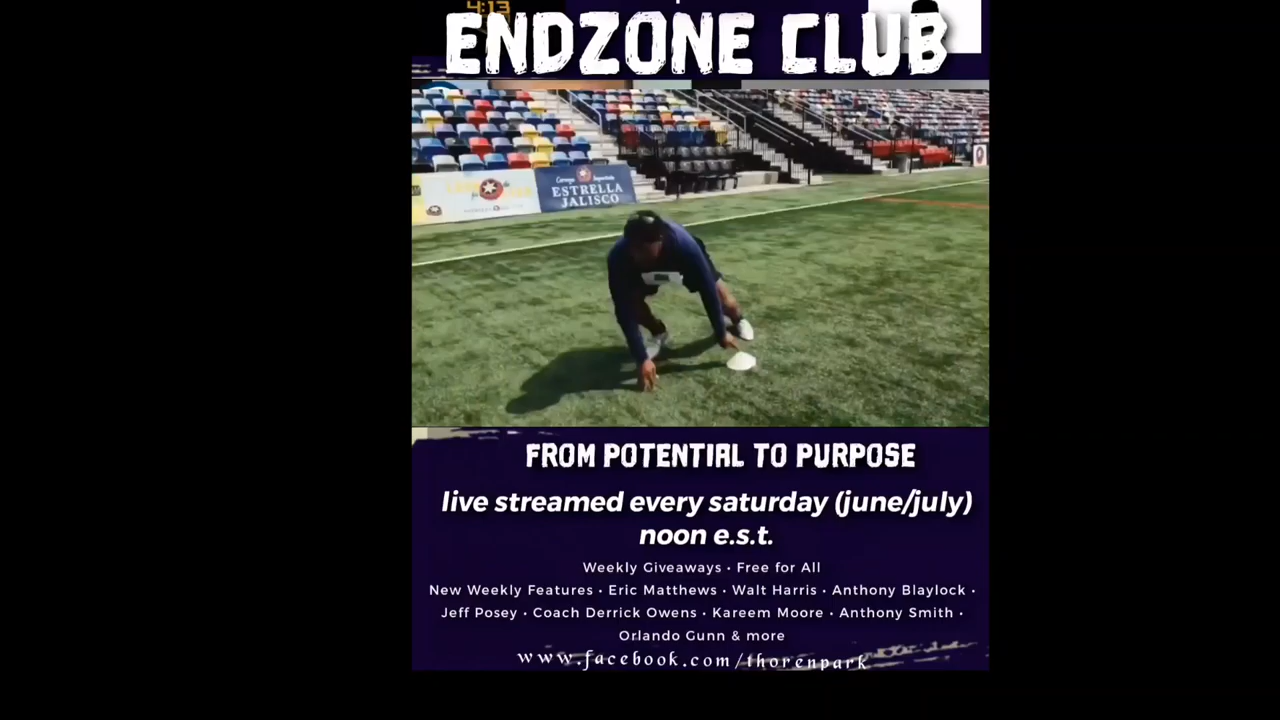 4:13
ENDZONE CLUB
ESTRELLA
JALISCO
FROM POTENTIAL TO PURPOSE
live streamed every saturday (june/july)
noon e.s.t.
Weekly Giveaways • Free for All
New Weekly Features • Eric Matthews • Walt Harris • Anthony Blaylock •
Jeff Posey • Coach Derrick Owens • Kareem Moore • Anthony Smith •
Orlando Gunn & more
www.facebook.com/thorenpark